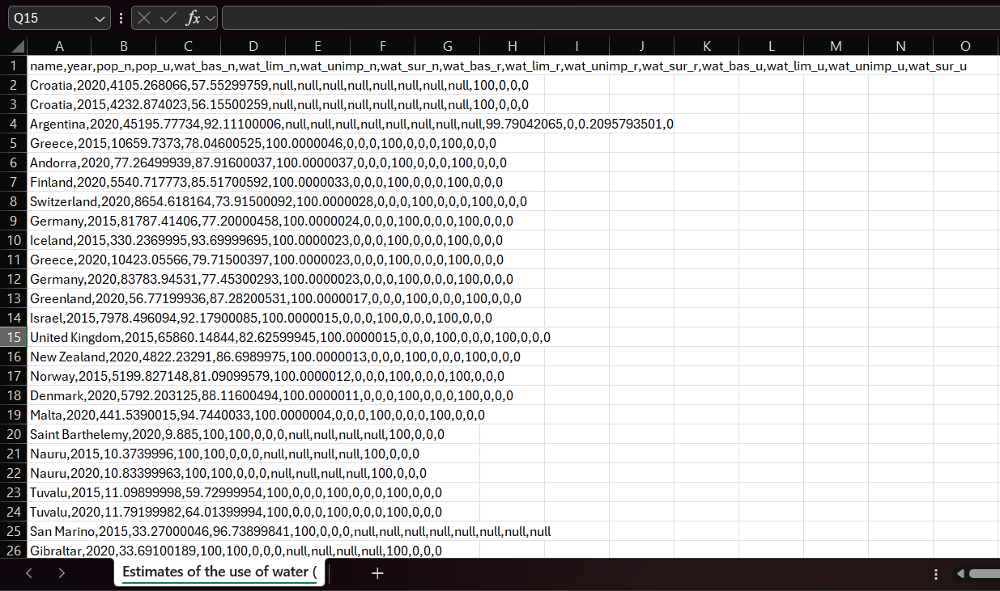 Q15 fx
A B C D E F G H I J K L M N O
1 name,year,pop_n,pop_u,wat_bas_n,wat_lim_n,wat_unimp_n,wat_sur_n,wat_bas_r,wat_lim_r,wat_unimp_r,wat_sur_r,wat_bas_u,wat_lim_u,wat_unimp_u,wat_sur_u
2 Croatia,2020,4105.268066,57.55299759,null,null,null,null,null,null,null,null,100,0,0,0
3 Croatia,2015,4232.874023,56.15500259,null,null,null,null,null,null,null,null,100,0,0,0
4 Argentina,2020,45195.77734,92.11100006,null,null,null,null,null,null,null,null,99.79042065,0,0.2095793501,0
5 Greece,2015,10659.7373,78.04600525,100.0000046,0,0,0,100,0,0,0,100,0,0,0
6 Andorra,2020,77.26499939,87.91600037,100.0000037,0,0,0,100,0,0,0,100,0,0,0
7 Finland,2020,5540.717773,85.51700592,100.0000033,0,0,0,100,0,0,0,100,0,0,0
8 Switzerland,2020,8654.618164,73.91500092,100.0000028,0,0,0,100,0,0,0,100,0,0,0
9 Germany,2015,81787.41406,77.20000458,100.0000024,0,0,0,100,0,0,0,100,0,0,0
10 Iceland,2015,330.2369995,93.69999695,100.0000023,0,0,0,100,0,0,0,100,0,0,0
11 Greece,2020,10423.05566,79.71500397,100.0000023,0,0,0,100,0,0,0,100,0,0,0
12 Germany,2020,83783.94531,77.45300293,100.0000023,0,0,0,100,0,0,0,100,0,0,0
13 Greenland,2020,56.77199936,87.28200531,100.0000017,0,0,0,100,0,0,0,100,0,0,0
14 Israel,2015,7978.496094,92.17900085,100.0000015,0,0,0,100,0,0,0,100,0,0,0
15 United Kingdom,2015,65860.14844,82.62599945,100.0000015,0,0,0,100,0,0,0,100,0,0,0
16 New Zealand,2020,4822.23291,86.6989975,100.0000013,0,0,0,100,0,0,0,100,0,0,0
17 Norway,2015,5199.827148,81.09099579,100.0000012,0,0,0,100,0,0,0,100,0,0,0
18 Denmark,2020,5792.203125,88.11600494,100.0000011,0,0,0,100,0,0,0,100,0,0,0
19 Malta,2020,441.5390015,94.7440033,100.0000004,0,0,0,100,0,0,0,100,0,0,0
20 Saint Barthelemy,2020,9.885,100,100,0,0,0,null,null,null,null,100,0,0,0
21 Nauru,2015,10.3739996,100,100,0,0,0,null,null,null,null,100,0,0,0
22 Nauru,2020,10.83399963,100,100,0,0,0,null,null,null,null,100,0,0,0
23 Tuvalu,2015,11.09899998,59.72999954,100,0,0,0,100,0,0,0,100,0,0,0
24 Tuvalu,2020,11.79199982,64.01399994,100,0,0,0,100,0,0,0,100,0,0,0
25 San Marino,2015,33.27000046,96.73899841,100,0,0,0,null,null,null,null,null,null,null,null
26 Gibraltar,2020,33.69100189,100,100,0,0,0,null,null,null,null,100,0,0,0
Estimates of the use of water (